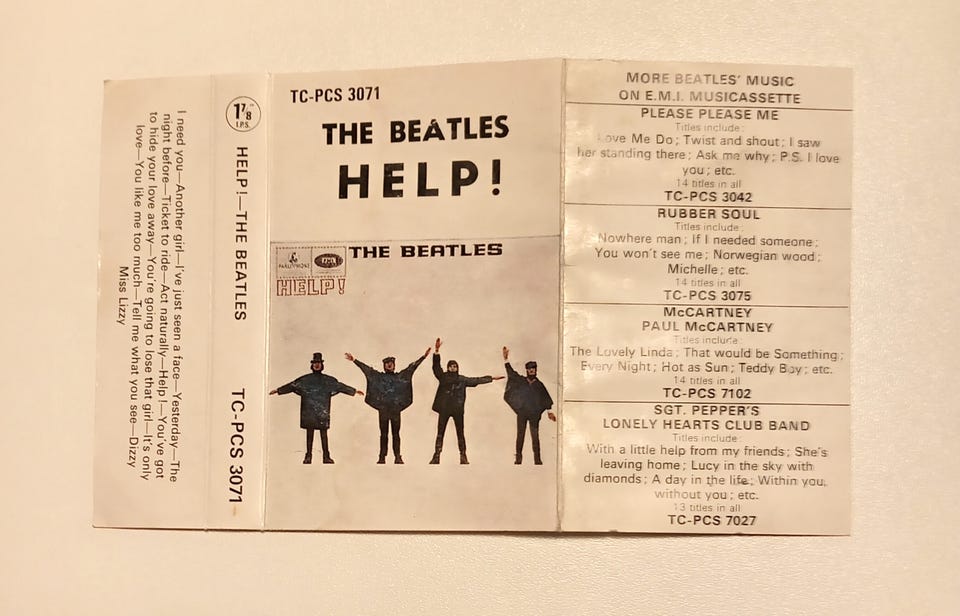 I need you—Another girl—I've just seen a face—Yesterday—The
night before—Ticket to ride—Act naturally—Help!—You've got
to hide your love away—You're going to lose that girl—It's only
love—You like me too much—Tell me what you see—Dizzy
Miss Lizzy
1⅞"
I.P.S.
HELP!—THE BEATLES TC-PCS 3071
TC-PCS 3071
THE BEATLES
HELP!
PARLOPHONE EMI THE BEATLES
HELP!
MORE BEATLES' MUSIC
ON E.M.I. MUSICASSETTE
PLEASE PLEASE ME
Titles include:
Love Me Do; Twist and shout; I saw
her standing there; Ask me why; P.S. I love
you; etc.
14 titles in all
TC-PCS 3042
RUBBER SOUL
Titles include:
Nowhere man; If I needed someone;
You won't see me; Norwegian wood;
Michelle; etc.
14 titles in all
TC-PCS 3075
McCARTNEY
PAUL McCARTNEY
Titles include:
The Lovely Linda; That would be Something;
Every Night; Hot as Sun; Teddy Boy; etc.
14 titles in all
TC-PCS 7102
SGT. PEPPER'S
LONELY HEARTS CLUB BAND
Titles include:
With a little help from my friends; She's
leaving home; Lucy in the sky with
diamonds; A day in the life; Within you,
without you; etc.
13 titles in all
TC-PCS 7027